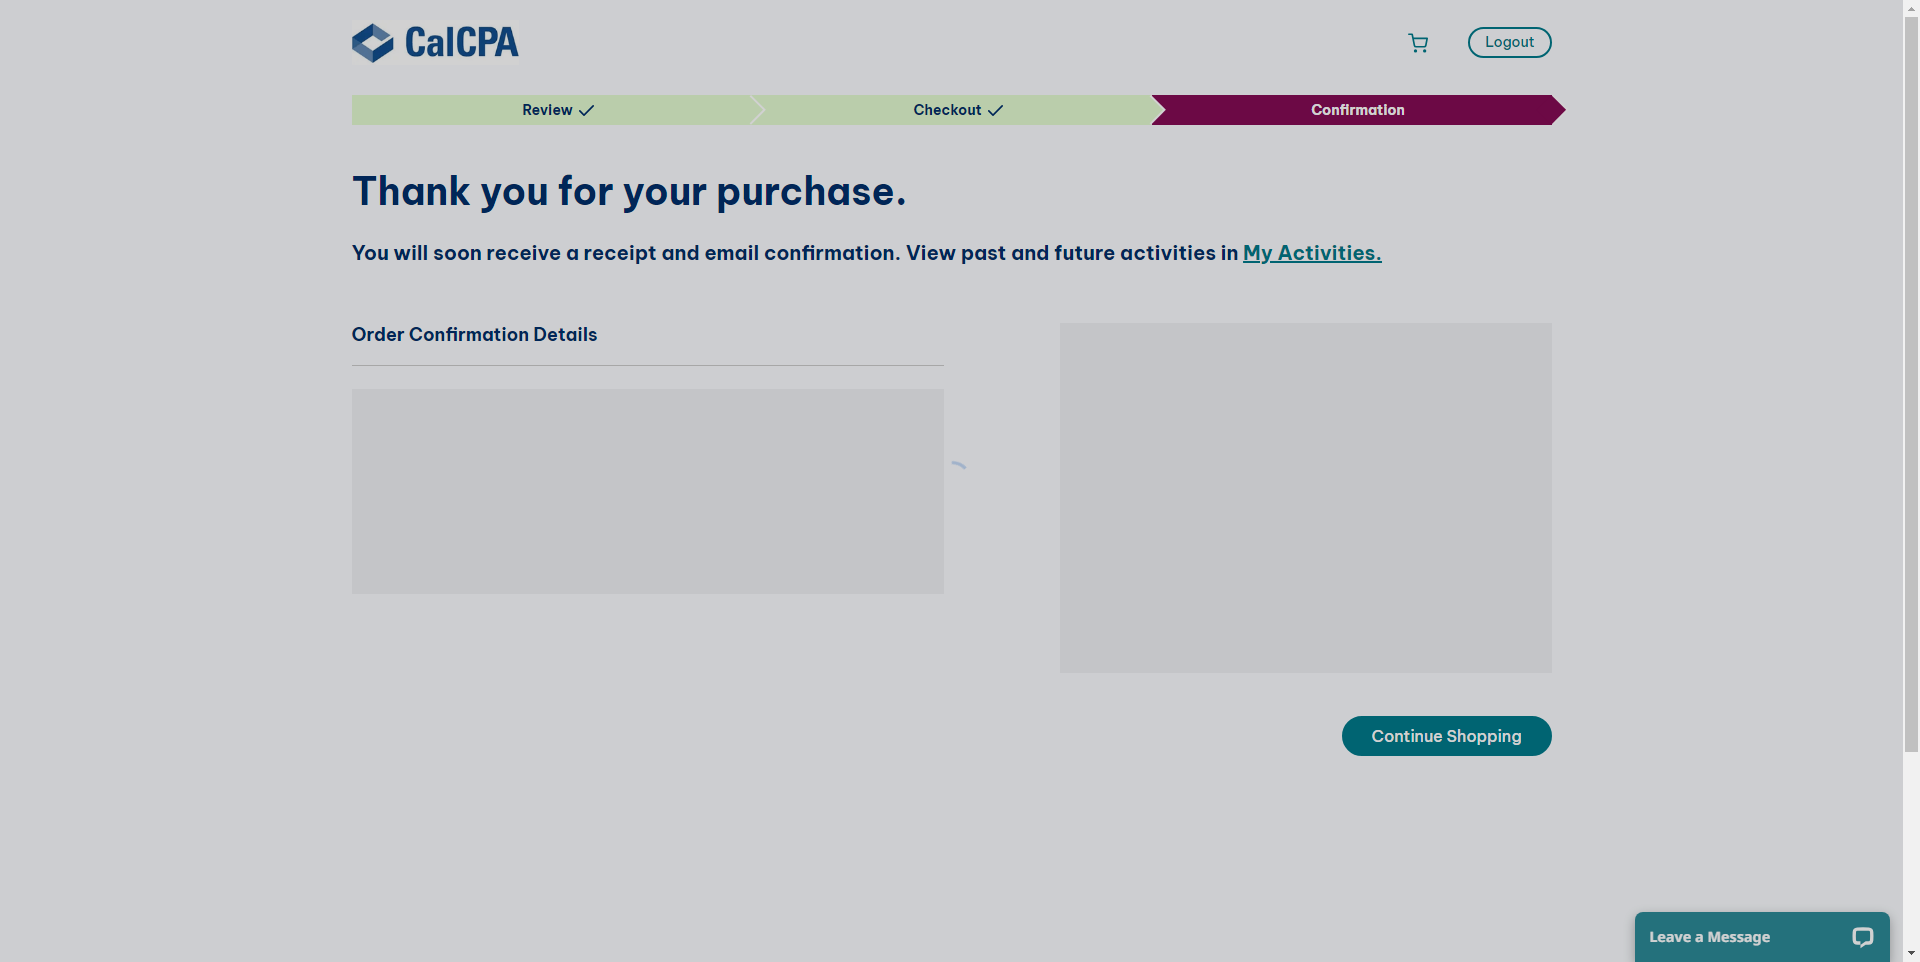 CalCPA
Logout
Review
Checkout
Confirmation
Thank you for your purchase.
You will soon receive a receipt and email confirmation. View past and future activities in My Activities.
Order Confirmation Details
Continue Shopping
Leave a Message